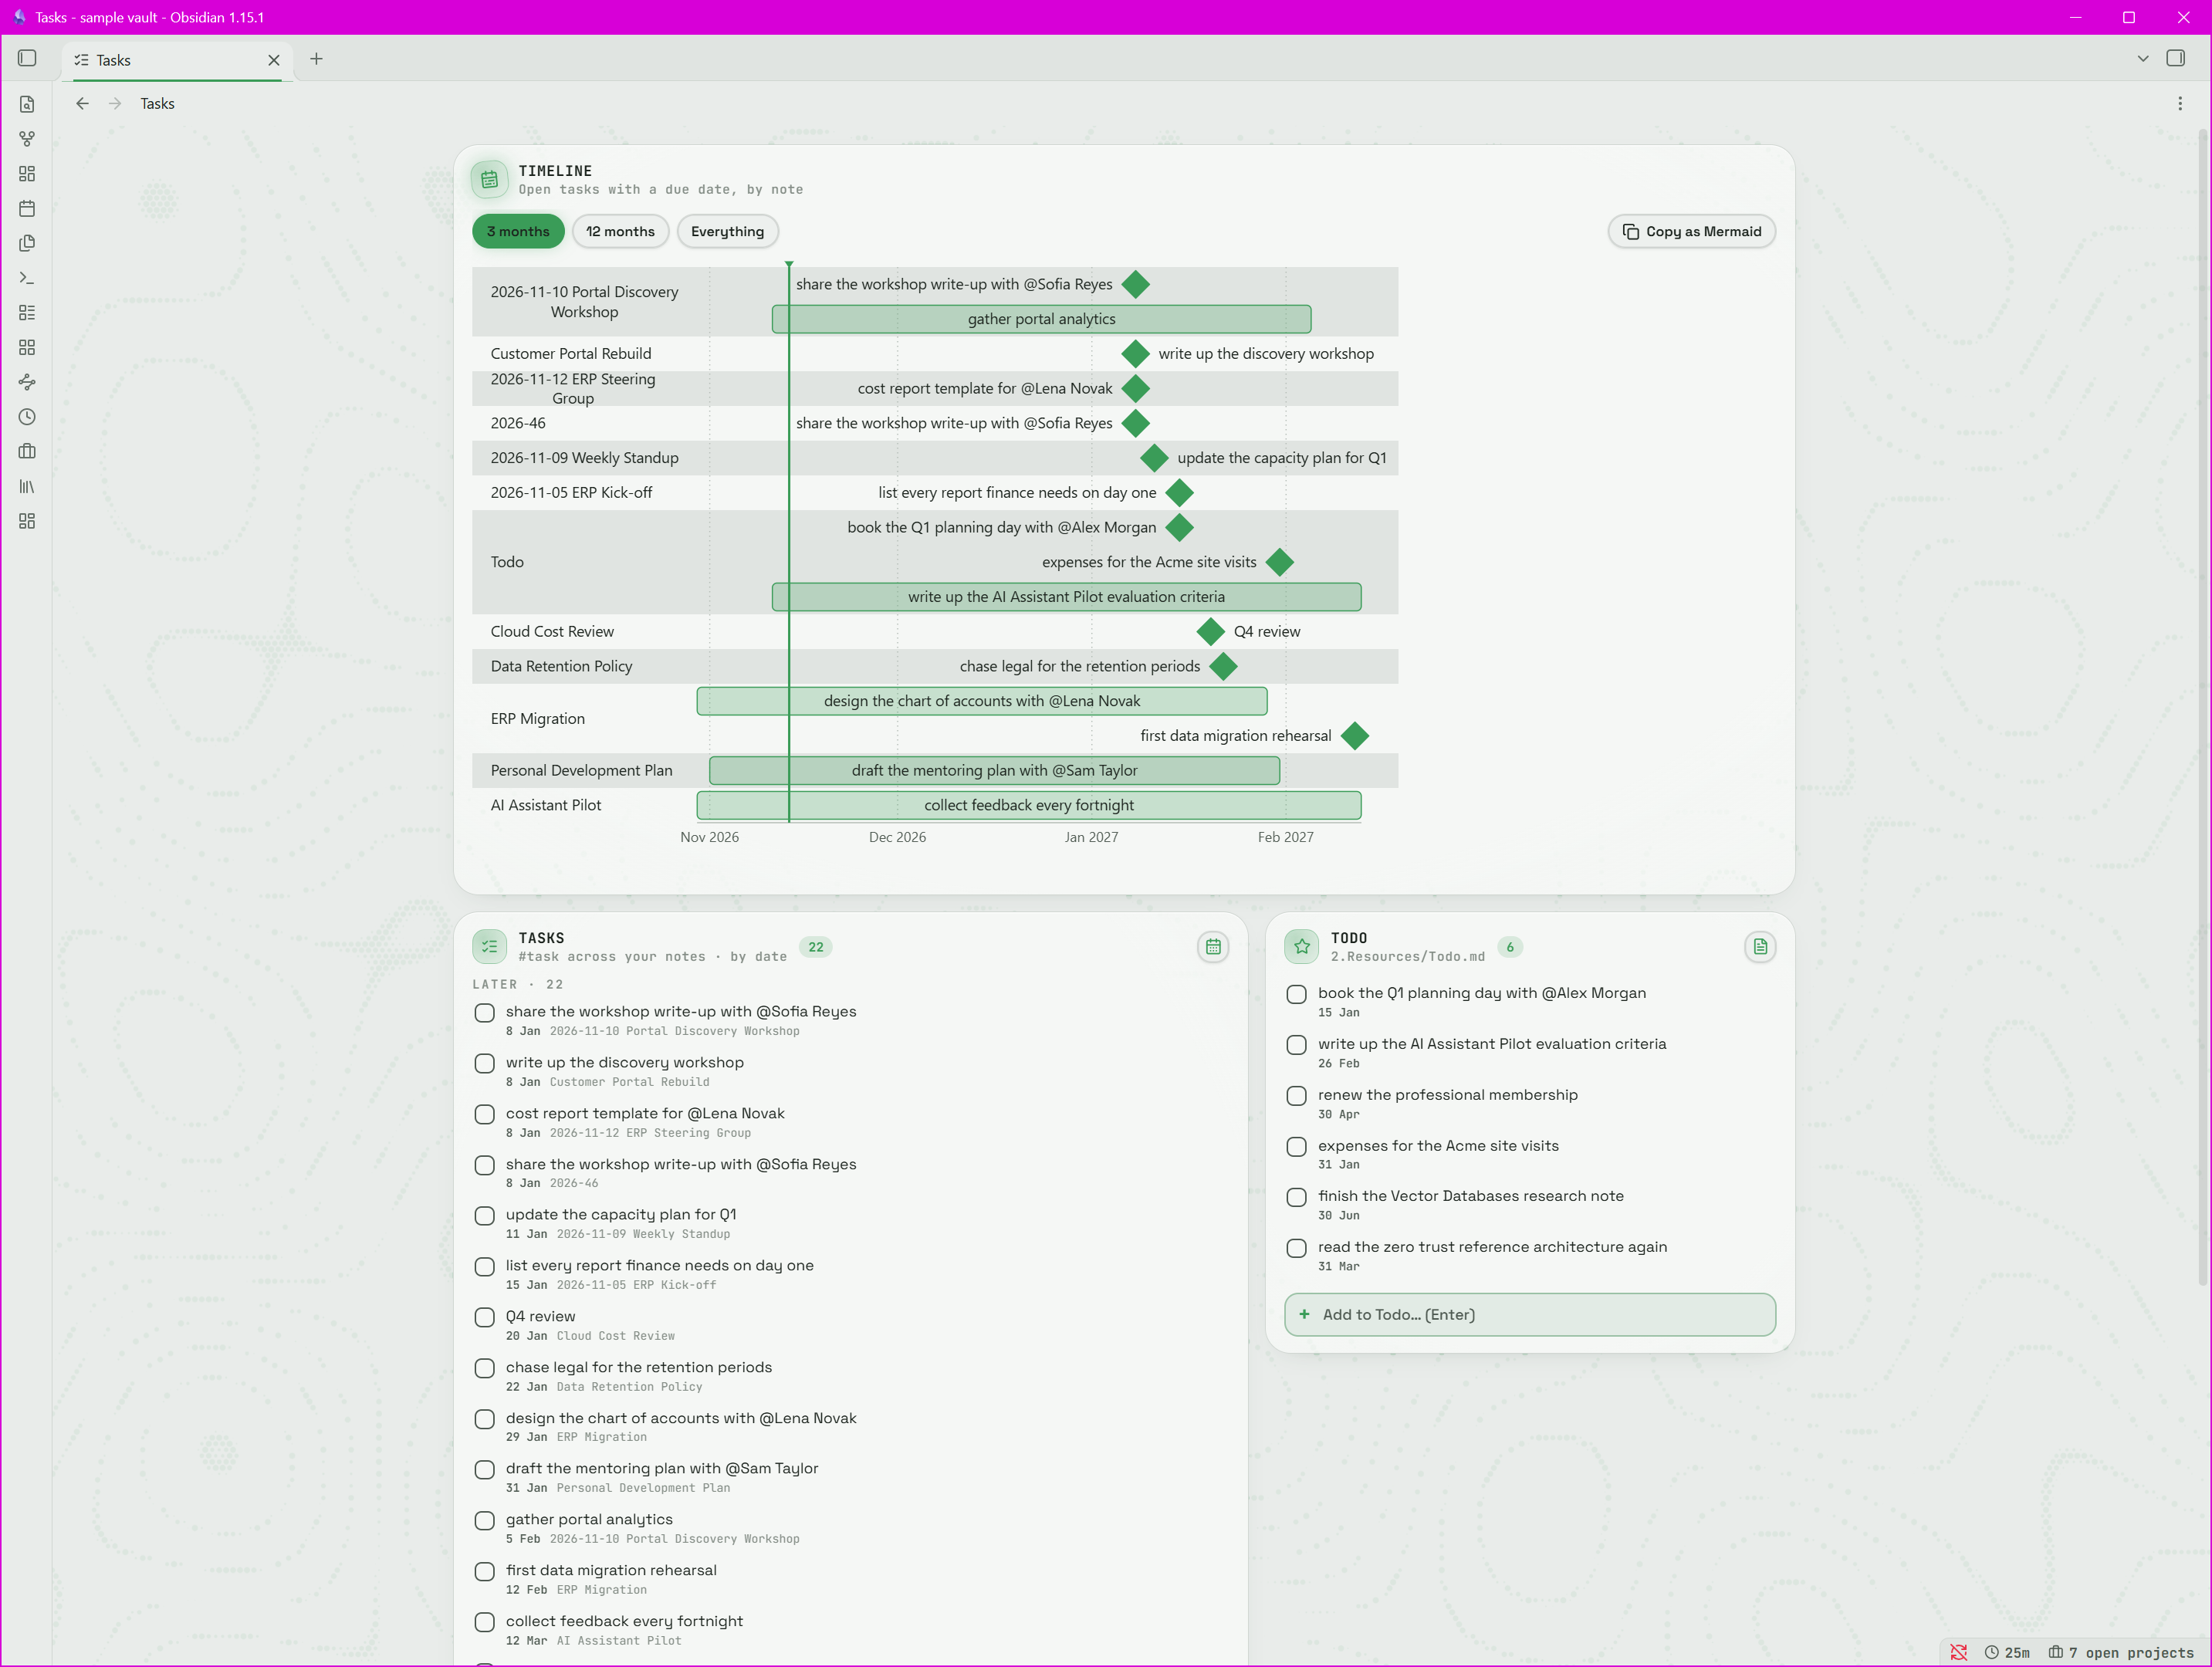 Tasks - sample vault - Obsidian 1.15.1
Tasks
Tasks
TIMELINE
Open tasks with a due date, by note
3 months
12 months
Everything
Copy as Mermaid
2026-11-10 Portal Discovery
Workshop
share the workshop write-up with @Sofia Reyes
gather portal analytics
Customer Portal Rebuild
write up the discovery workshop
2026-11-12 ERP Steering
Group
cost report template for @Lena Novak
2026-46
share the workshop write-up with @Sofia Reyes
2026-11-09 Weekly Standup
update the capacity plan for Q1
2026-11-05 ERP Kick-off
list every report finance needs on day one
Todo
book the Q1 planning day with @Alex Morgan
expenses for the Acme site visits
write up the AI Assistant Pilot evaluation criteria
Cloud Cost Review
Q4 review
Data Retention Policy
chase legal for the retention periods
ERP Migration
design the chart of accounts with @Lena Novak
first data migration rehearsal
Personal Development Plan
draft the mentoring plan with @Sam Taylor
AI Assistant Pilot
collect feedback every fortnight
Nov 2026
Dec 2026
Jan 2027
Feb 2027
TASKS
#task across your notes · by date
22
LATER · 22
share the workshop write-up with @Sofia Reyes
8 Jan 2026-11-10 Portal Discovery Workshop
write up the discovery workshop
8 Jan Customer Portal Rebuild
cost report template for @Lena Novak
8 Jan 2026-11-12 ERP Steering Group
share the workshop write-up with @Sofia Reyes
8 Jan 2026-46
update the capacity plan for Q1
11 Jan 2026-11-09 Weekly Standup
list every report finance needs on day one
15 Jan 2026-11-05 ERP Kick-off
Q4 review
20 Jan Cloud Cost Review
chase legal for the retention periods
22 Jan Data Retention Policy
design the chart of accounts with @Lena Novak
29 Jan ERP Migration
draft the mentoring plan with @Sam Taylor
31 Jan Personal Development Plan
gather portal analytics
5 Feb 2026-11-10 Portal Discovery Workshop
first data migration rehearsal
12 Feb ERP Migration
collect feedback every fortnight
12 Mar AI Assistant Pilot
TODO
2.Resources/Todo.md
6
book the Q1 planning day with @Alex Morgan
15 Jan
write up the AI Assistant Pilot evaluation criteria
26 Feb
renew the professional membership
30 Apr
expenses for the Acme site visits
31 Jan
finish the Vector Databases research note
30 Jun
read the zero trust reference architecture again
31 Mar
+ Add to Todo... (Enter)
25m
7 open projects